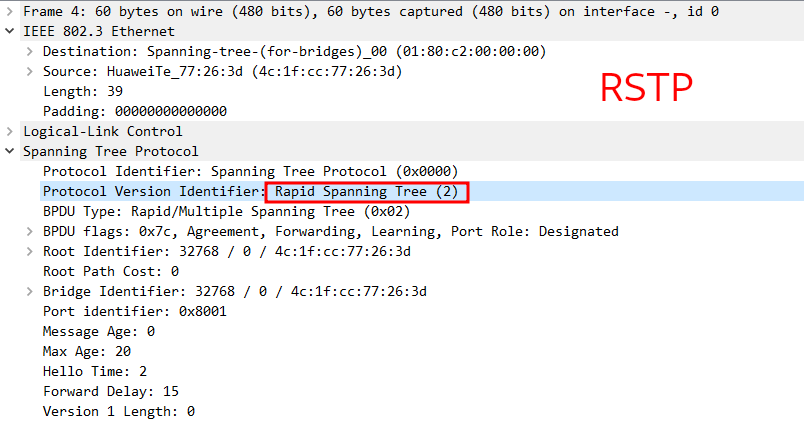 Frame 4: 60 bytes on wire (480 bits), 60 bytes captured (480 bits) on interface -, id 0
IEEE 802.3 Ethernet
Destination: Spanning-tree-(for-bridges)_00 (01:80:c2:00:00:00)
Source: HuaweiTe_77:26:3d (4c:1f:cc:77:26:3d)
RSTP
Length: 39
Padding: 00000000000000
Logical-Link Control
Spanning Tree Protocol
Protocol Identifier: Spanning Tree Protocol (0x0000)
Protocol Version Identifier: Rapid Spanning Tree (2)
BPDU Type: Rapid/Multiple Spanning Tree (0x02)
BPDU flags: 0x7c, Agreement, Forwarding, Learning, Port Role: Designated
Root Identifier: 32768 / 0 / 4c:1f:cc:77:26:3d
Root Path Cost: 0
Bridge Identifier: 32768 / 0 / 4c:1f:cc:77:26:3d
Port identifier: 0x8001
Message Age: 0
Max Age: 20
Hello Time: 2
Forward Delay: 15
Version 1 Length: 0